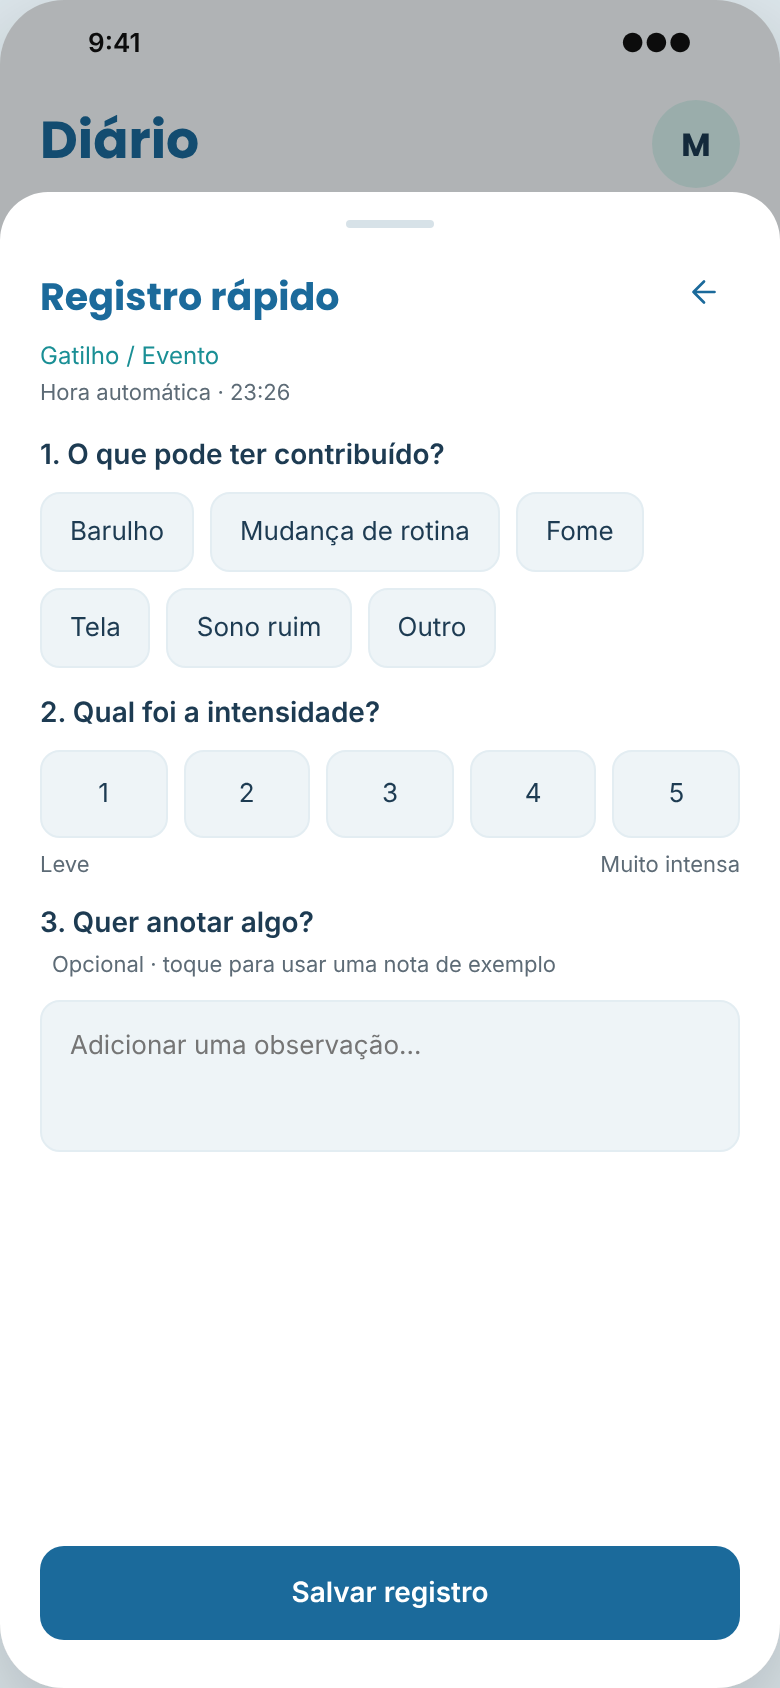 9:41
Diário
M
Registro rápido
Gatilho / Evento
Hora automática · 23:26
1. O que pode ter contribuído?
Barulho Mudança de rotina Fome
Tela Sono ruim Outro
2. Qual foi a intensidade?
1 2 3 4 5
Leve Muito intensa
3. Quer anotar algo?
Opcional · toque para usar uma nota de exemplo
Adicionar uma observação...
Salvar registro